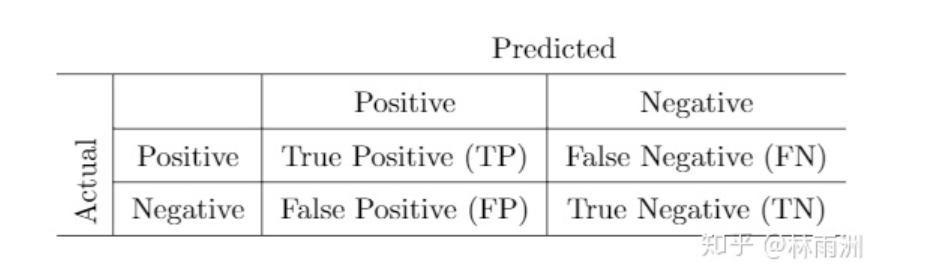 Predicted
Positive Negative
Actual
Positive True Positive (TP) False Negative (FN)
Negative False Positive (FP) True Negative (TN)
知乎 @林雨洲